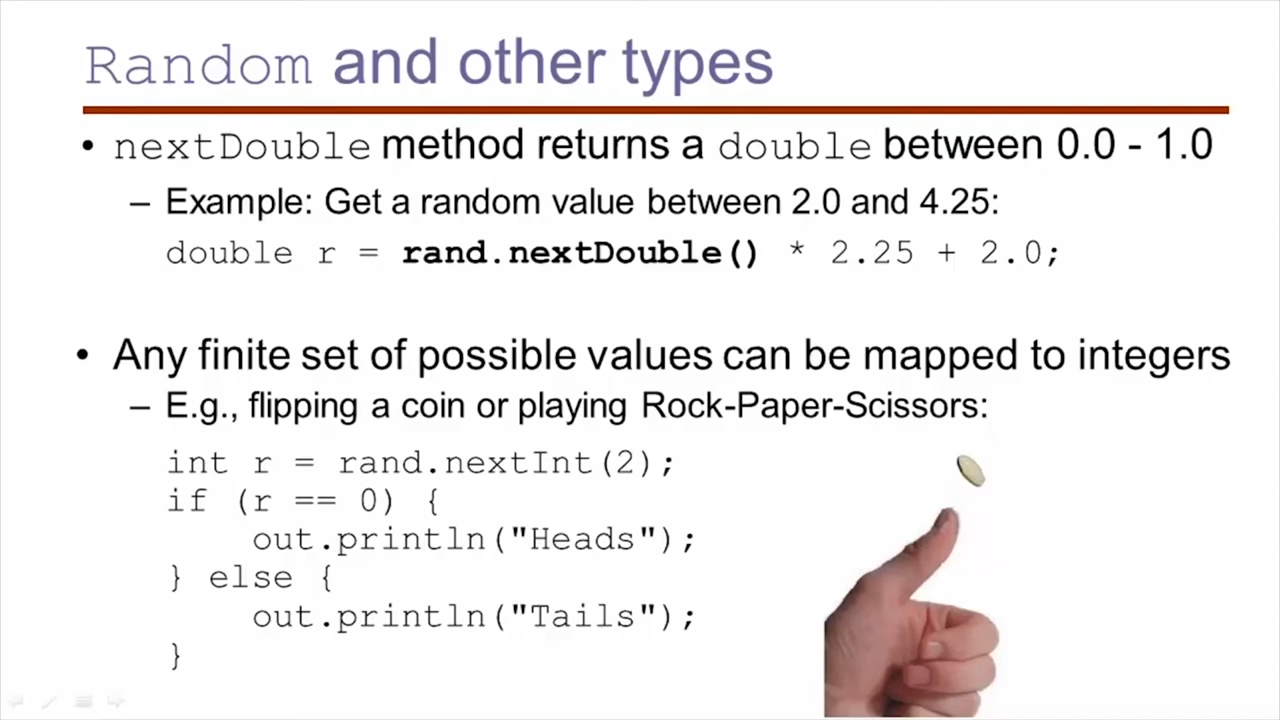 Random and other types
• nextDouble method returns a double between 0.0 - 1.0
– Example: Get a random value between 2.0 and 4.25:
double r = rand.nextDouble() * 2.25 + 2.0;
• Any finite set of possible values can be mapped to integers
– E.g., flipping a coin or playing Rock-Paper-Scissors:
int r = rand.nextInt(2);
if (r == 0) {
    out.println("Heads");
} else {
    out.println("Tails");
}